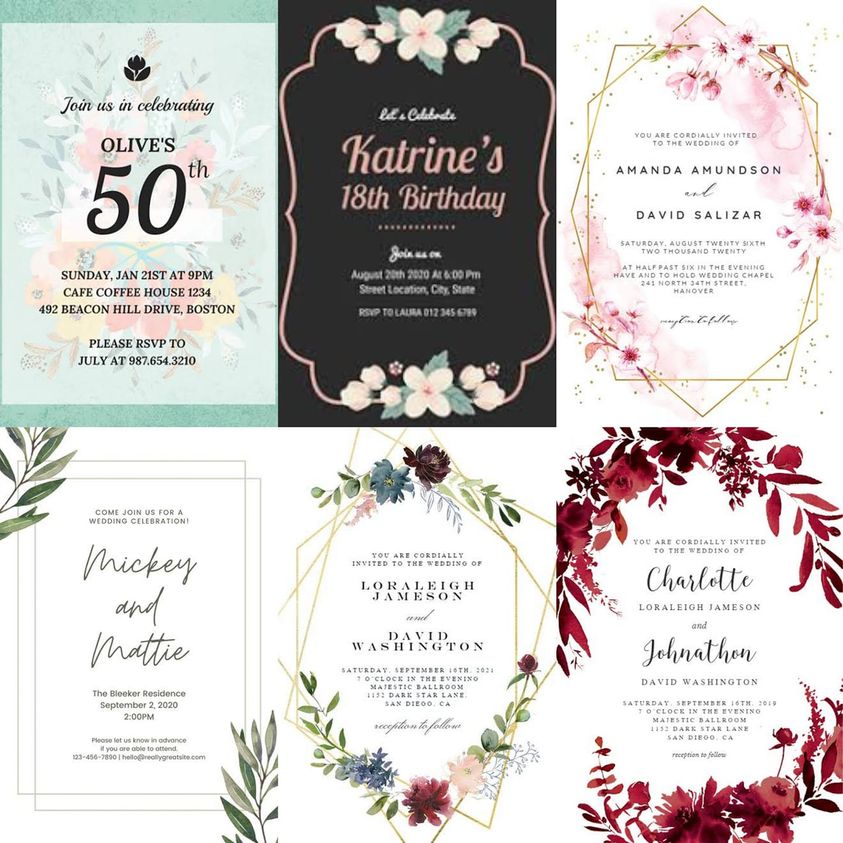 Join us in celebrating
OLIVE'S
50th
SUNDAY, JAN 21ST AT 9PM
CAFE COFFEE HOUSE 1234
492 BEACON HILL DRIVE, BOSTON
PLEASE RSVP TO
JULY AT 987.654.3210
Let's Celebrate
Katrine's
18th Birthday
Join us on
August 20th 2020 At 6:00 Pm
Street Location, City, State
RSVP TO LAURA 012 345 6789
YOU ARE CORDIALLY INVITED
TO THE WEDDING OF
AMANDA AMUNDSON
and
DAVID SALIZAR
SATURDAY, AUGUST TWENTY SIXTH
TWO THOUSAND TWENTY
AT HALF PAST SIX IN THE EVENING
HAVE AND TO HOLD WEDDING CHAPEL
241 NORTH 34TH STREET,
HANOVER
reception to follow
COME JOIN US FOR A
WEDDING CELEBRATION!
Mickey
and
Mattie
The Bleeker Residence
September 2, 2020
2:00PM
Please let us know in advance
if you are able to attend.
123-456-7890 | hello@reallygreatsite.com
YOU ARE CORDIALLY
INVITED TO THE WEDDING OF
LORALEIGH
JAMESON
and
DAVID
WASHINGTON
SATURDAY, SEPTEMBER 16TH, 2021
7 O'CLOCK IN THE EVENING
MAJESTIC BALLROOM
1152 DARK STAR LANE,
SAN DIEGO, CA
reception to follow
YOU ARE CORDIALLY INVITED
TO THE WEDDING OF
Charlotte
LORALEIGH JAMESON
and
Johnathon
DAVID WASHINGTON
SATURDAY, SEPTEMBER 16TH, 2019
7 O'CLOCK IN THE EVENING
MAJESTIC BALLROOM
1152 DARK STAR LANE,
SAN DIEGO, CA
reception to follow